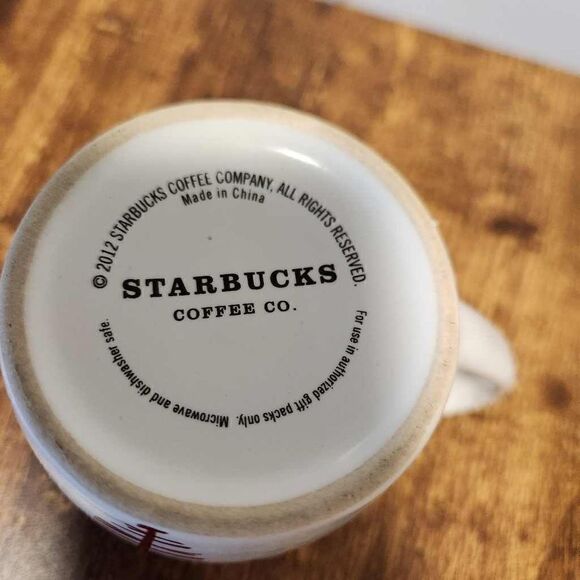 © 2012 STARBUCKS COFFEE COMPANY. ALL RIGHTS RESERVED.
Made in China
STARBUCKS
COFFEE CO.
For use in authorized gift packs only. Microwave and dishwasher safe.